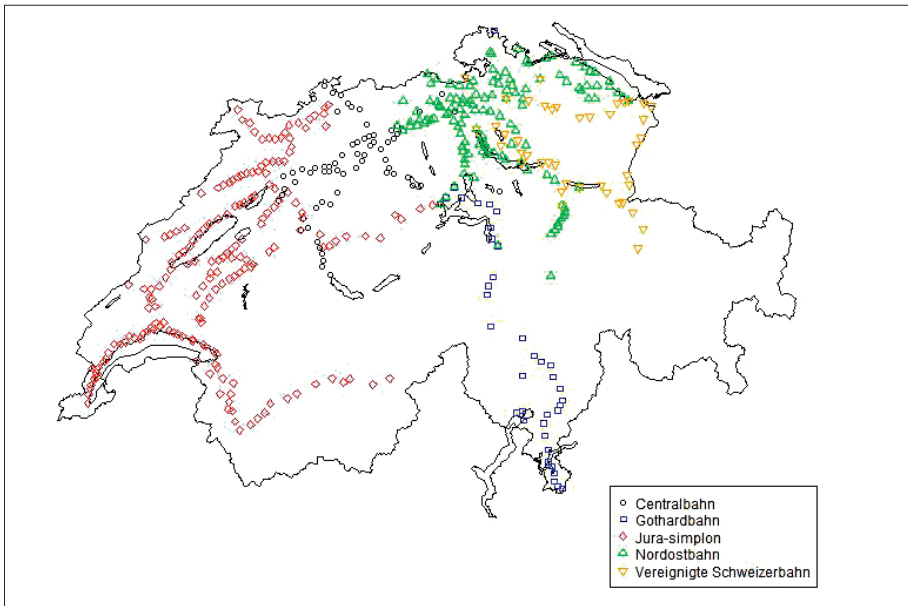 Centralbahn
Gothardbahn
Jura-simplon
Nordostbahn
Vereignigte Schweizerbahn